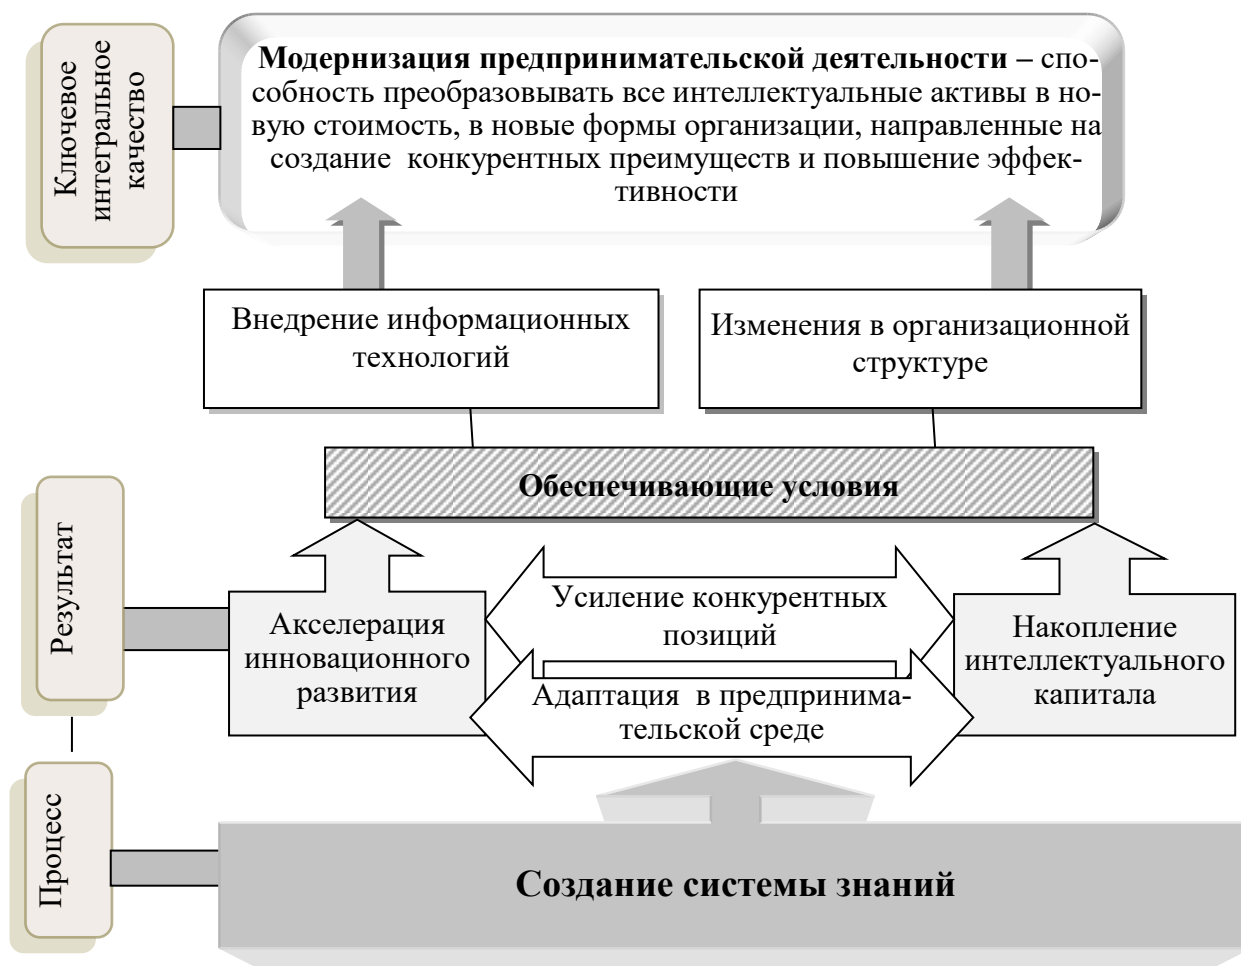 Ключевое
интегральное
качество
Модернизация предпринимательской деятельности – спо-
собность преобразовывать все интеллектуальные активы в но-
вую стоимость, в новые формы организации, направленные на
создание конкурентных преимуществ и повышение эффек-
тивности
Внедрение информационных
технологий
Изменения в организационной
структуре
Обеспечивающие условия
Результат
Акселерация
инновационного
развития
Усиление конкурентных
позиций
Адаптация в предпринима-
тельской среде
Накопление
интеллектуального
капитала
Процесс
Создание системы знаний